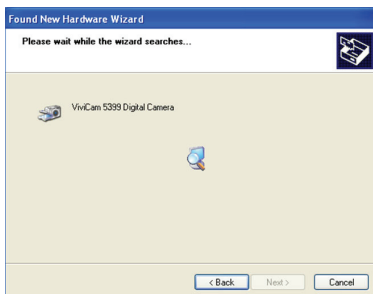 Found New Hardware Wizard
Please wait while the wizard searches...
ViviCam 5399 Digital Camera
< Back
Next >
Cancel